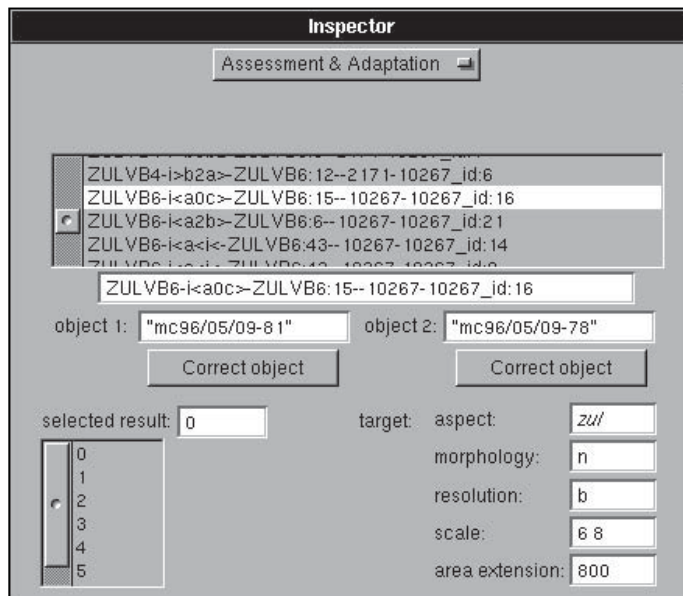 Inspector
Assessment & Adaptation
ZULVB4-i>b2a>-ZULVB6:12--2171-10267_id:6
ZULVB6-i<a0c>-ZULVB6:15--10267-10267_id:16
ZULVB6-i<a2b>-ZULVB6:6--10267-10267_id:21
ZULVB6-i<a<i<-ZULVB6:43--10267-10267_id:14
ZULVB6-i<a0c>-ZULVB6:15--10267-10267_id:16
object 1: "mc96/05/09-81" object 2: "mc96/05/09-78"
Correct object Correct object
selected result: 0 target: aspect: zul
0
1 morphology: n
2 resolution: b
3
4 scale: 6 8
5 area extension: 800